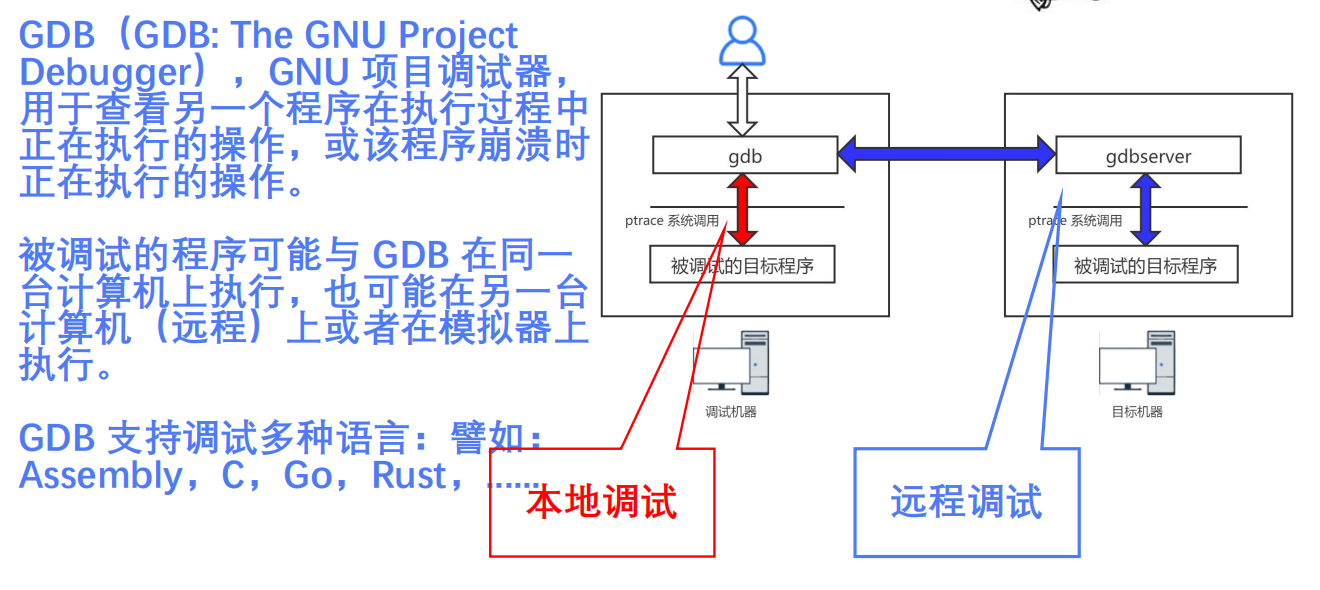 GDB（GDB: The GNU Project
Debugger），GNU 项目调试器，
用于查看另一个程序在执行过程中
正在执行的操作，或该程序崩溃时
正在执行的操作。
被调试的程序可能与 GDB 在同一
台计算机上执行，也可能在另一台
计算机（远程）上或者在模拟器上
执行。
GDB 支持调试多种语言：譬如：
Assembly，C，Go，Rust，……
gdb
ptrace 系统调用
被调试的目标程序
调试机器
本地调试
gdbserver
ptrace 系统调用
被调试的目标程序
目标机器
远程调试